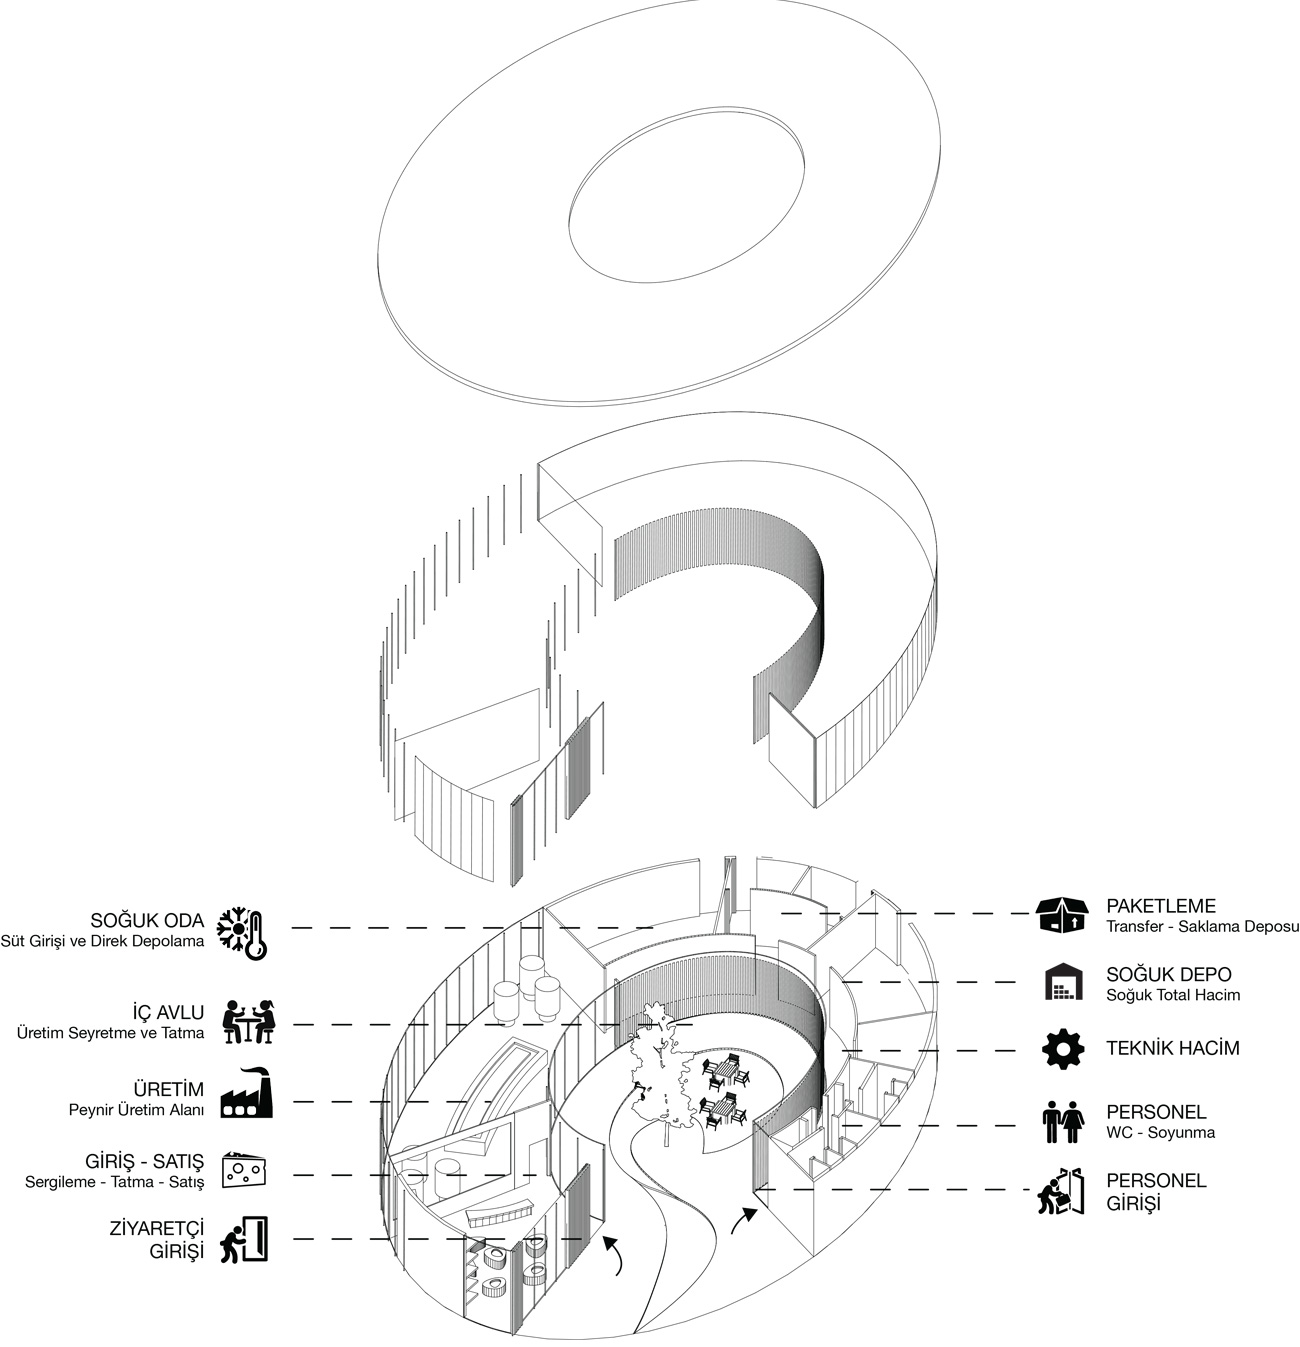 SOĞUK ODA
Süt Girişi ve Direk Depolama
İÇ AVLU
Üretim Seyretme ve Tatma
ÜRETİM
Peynir Üretim Alanı
GİRİŞ - SATIŞ
Sergileme - Tatma - Satış
ZİYARETÇİ
GİRİŞİ
PAKETLEME
Transfer - Saklama Deposu
SOĞUK DEPO
Soğuk Total Hacim
TEKNİK HACİM
PERSONEL
WC - Soyunma
PERSONEL
GİRİŞİ